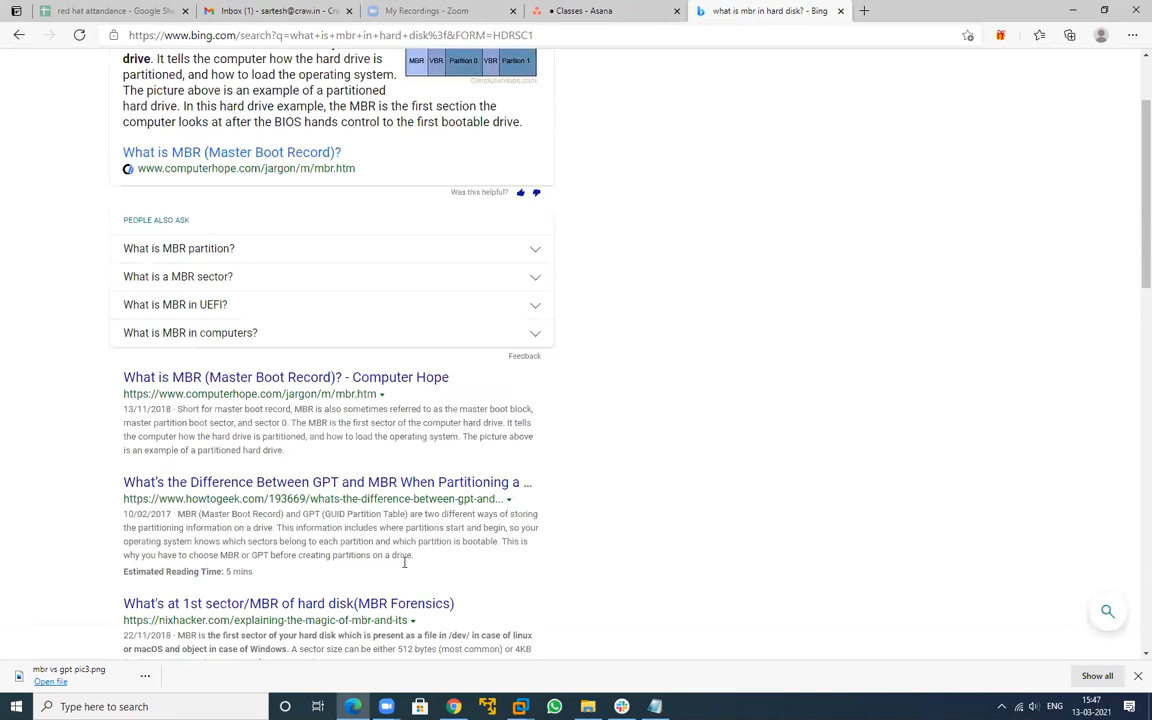 red hat attandance - Google She
Inbox (1) - sartesh@craw.in - Cr
My Recordings - Zoom
• Classes - Asana
what is mbr in hard disk? - Bing
https://www.bing.com/search?q=what+is+mbr+in+hard+disk%3f&FORM=HDRSC1
drive. It tells the computer how the hard drive is
partitioned, and how to load the operating system.
The picture above is an example of a partitioned
hard drive. In this hard drive example, the MBR is the first section the
computer looks at after the BIOS hands control to the first bootable drive.
MBR VBR Partition 0 VBR Partition 1
©ComputerHope.com
What is MBR (Master Boot Record)?
www.computerhope.com/jargon/m/mbr.htm
Was this helpful?
PEOPLE ALSO ASK
What is MBR partition?
What is a MBR sector?
What is MBR in UEFI?
What is MBR in computers?
Feedback
What is MBR (Master Boot Record)? - Computer Hope
https://www.computerhope.com/jargon/m/mbr.htm
13/11/2018 · Short for master boot record, MBR is also sometimes referred to as the master boot block,
master partition boot sector, and sector 0. The MBR is the first sector of the computer hard drive. It tells
the computer how the hard drive is partitioned, and how to load the operating system. The picture above
is an example of a partitioned hard drive.
What's the Difference Between GPT and MBR When Partitioning a ...
https://www.howtogeek.com/193669/whats-the-difference-between-gpt-and...
10/02/2017 · MBR (Master Boot Record) and GPT (GUID Partition Table) are two different ways of storing
the partitioning information on a drive. This information includes where partitions start and begin, so your
operating system knows which sectors belong to each partition and which partition is bootable. This is
why you have to choose MBR or GPT before creating partitions on a drive.
Estimated Reading Time: 5 mins
What's at 1st sector/MBR of hard disk(MBR Forensics)
https://nixhacker.com/explaining-the-magic-of-mbr-and-its
22/11/2018 · MBR is the first sector of your hard disk which is present as a file in /dev/ in case of linux
or macOS and object in case of Windows. A sector size can be either 512 bytes (most common) or 4KB
mbr vs gpt pic3.png
Open file
Show all
Type here to search
ENG
15:47
13-03-2021